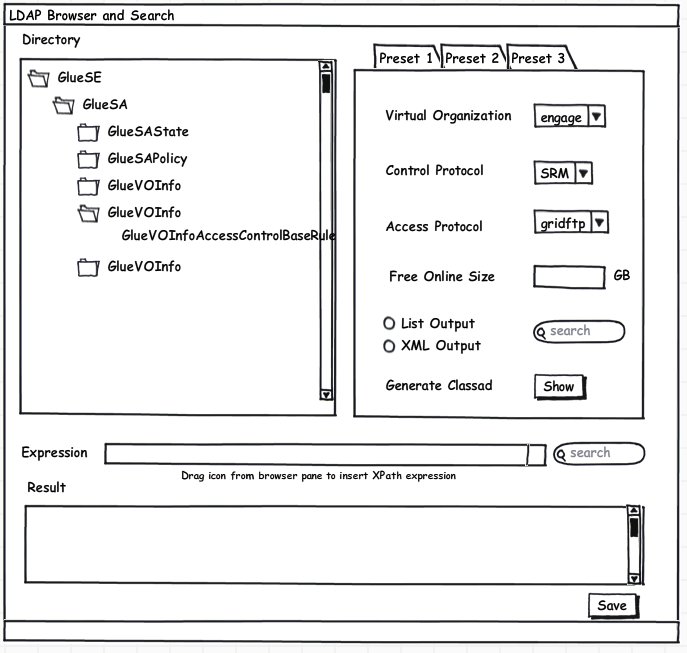 LDAP Browser and Search
Directory
GlueSE
GlueSA
GlueSAState
GlueSAPolicy
GlueVOInfo
GlueVOInfo
GlueVOInfoAccessControlBaseRule
GlueVOInfo
Preset 1 Preset 2 Preset 3
Virtual Organization engage
Control Protocol SRM
Access Protocol gridftp
Free Online Size GB
List Output
XML Output
search
Generate Classad Show
Expression search
Drag icon from browser pane to insert XPath expression
Result
Save